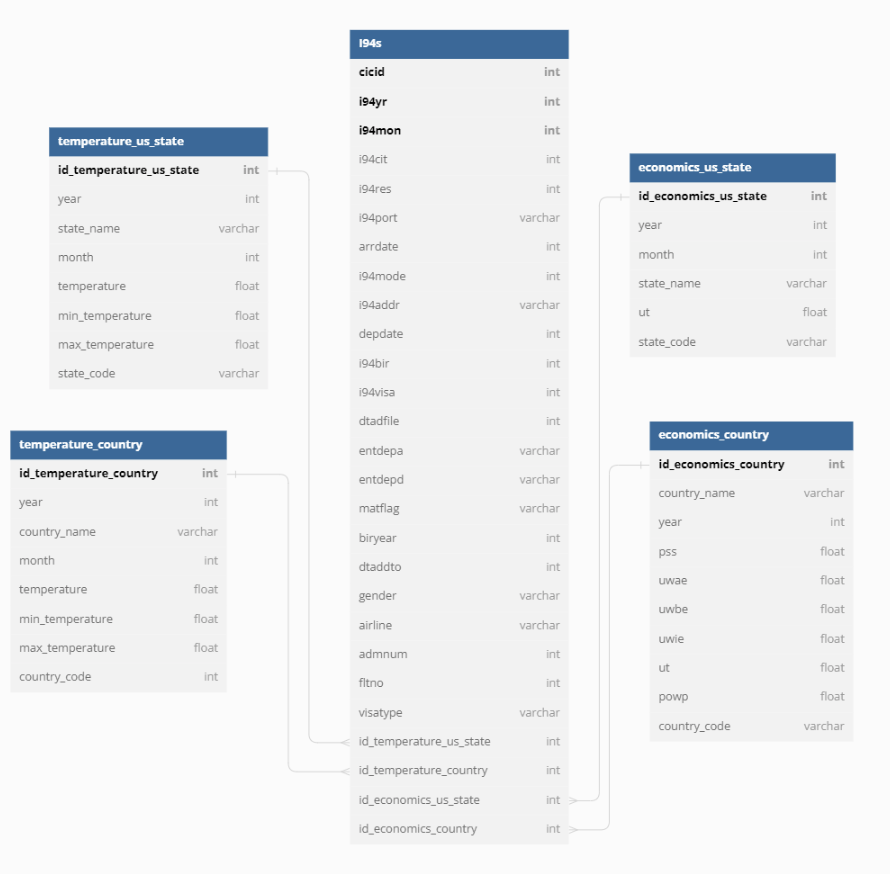 temperature_us_state
id_temperature_us_state int
year int
state_name varchar
month int
temperature float
min_temperature float
max_temperature float
state_code varchar
temperature_country
id_temperature_country int
year int
country_name varchar
month int
temperature float
min_temperature float
max_temperature float
country_code int
i94s
cicid int
i94yr int
i94mon int
i94cit int
i94res int
i94port varchar
arrdate int
i94mode int
i94addr varchar
depdate int
i94bir int
i94visa int
dtadfile int
entdepa varchar
entdepd varchar
matflag varchar
biryear int
dtaddto int
gender varchar
airline varchar
admnum int
fltno int
visatype varchar
id_temperature_us_state int
id_temperature_country int
id_economics_us_state int
id_economics_country int
economics_us_state
id_economics_us_state int
year int
month int
state_name varchar
ut float
state_code varchar
economics_country
id_economics_country int
country_name varchar
year int
pss float
uwae float
uwbe float
uwie float
ut float
powp float
country_code varchar